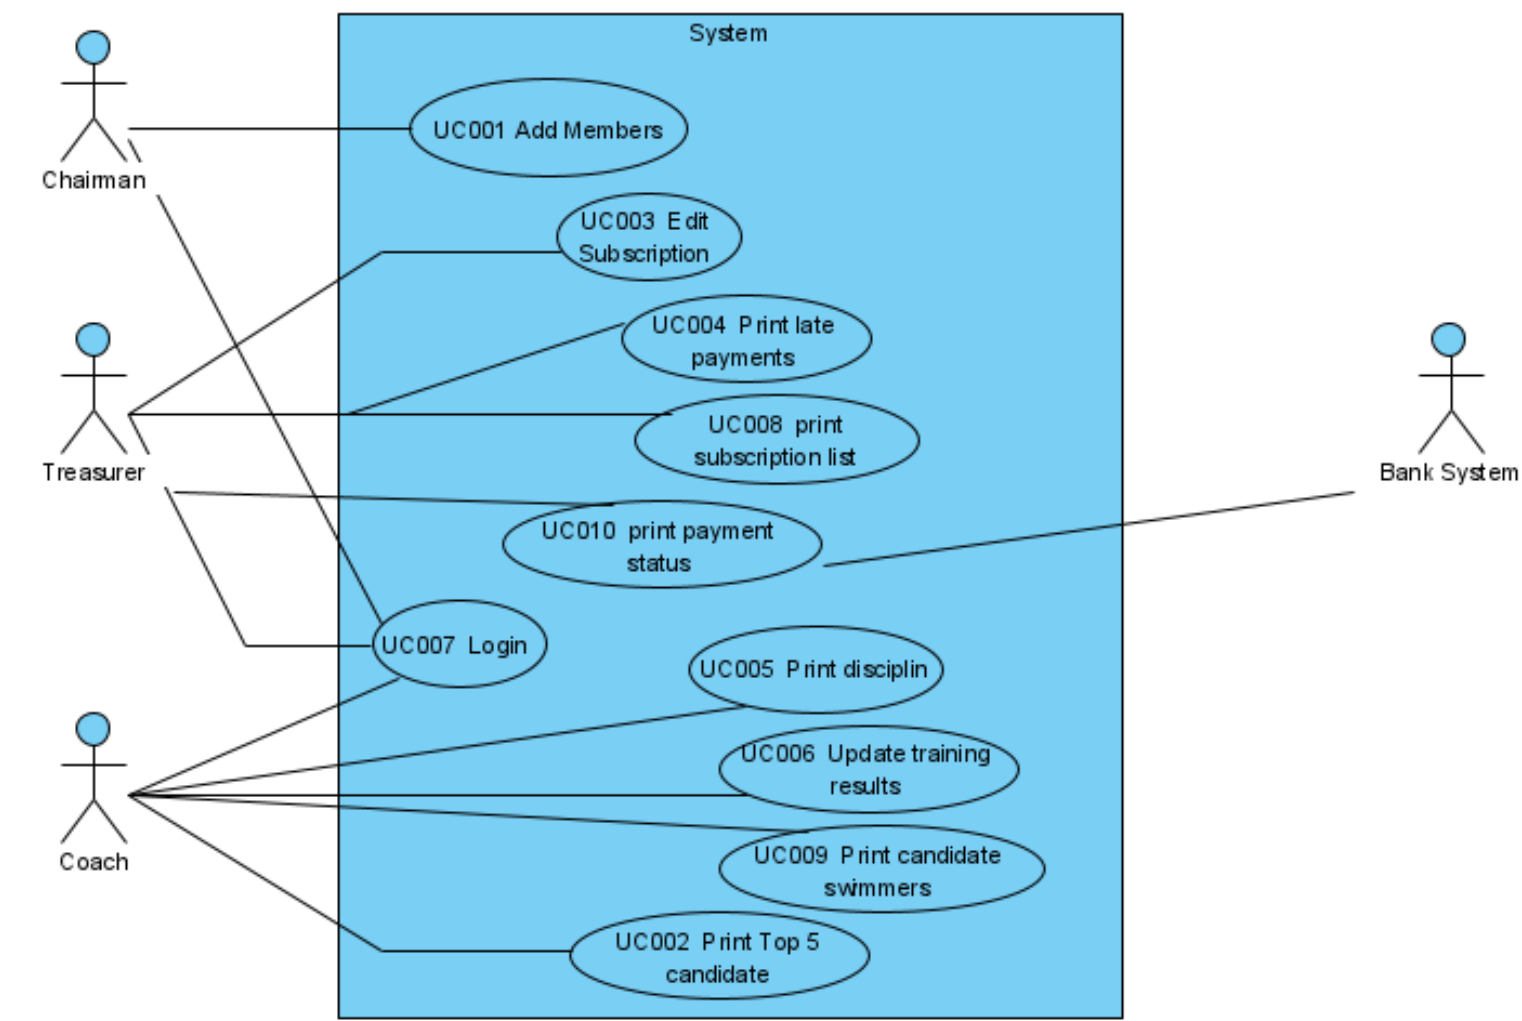 System
Chairman
UC001 Add Members
UC003 Edit
Subscription
UC004 Print late
payments
Treasurer
UC008 print
subscription list
Bank System
UC010 print payment
status
UC007 Login
UC005 Print disciplin
UC006 Update training
results
Coach
UC009 Print candidate
swimmers
UC002 Print Top 5
candidate